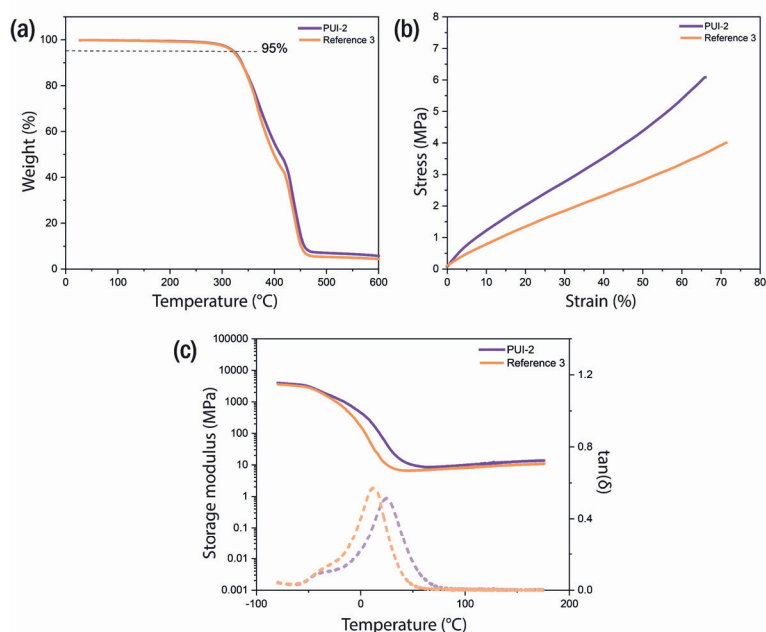 (a)
PUI-2
Reference 3
95%
100
80
60
40
20
0
Weight (%)
0 100 200 300 400 500 600
Temperature (°C)
(b)
PUI-2
Reference 3
8
7
6
5
4
3
2
1
0
Stress (MPa)
0 10 20 30 40 50 60 70 80
Strain (%)
(c)
PUI-2
Reference 3
100000
10000
1000
100
10
1
0.1
0.01
0.001
Storage modulus (MPa)
1.2
0.8
0.4
0.0
tan(δ)
-100 0 100 200
Temperature (°C)